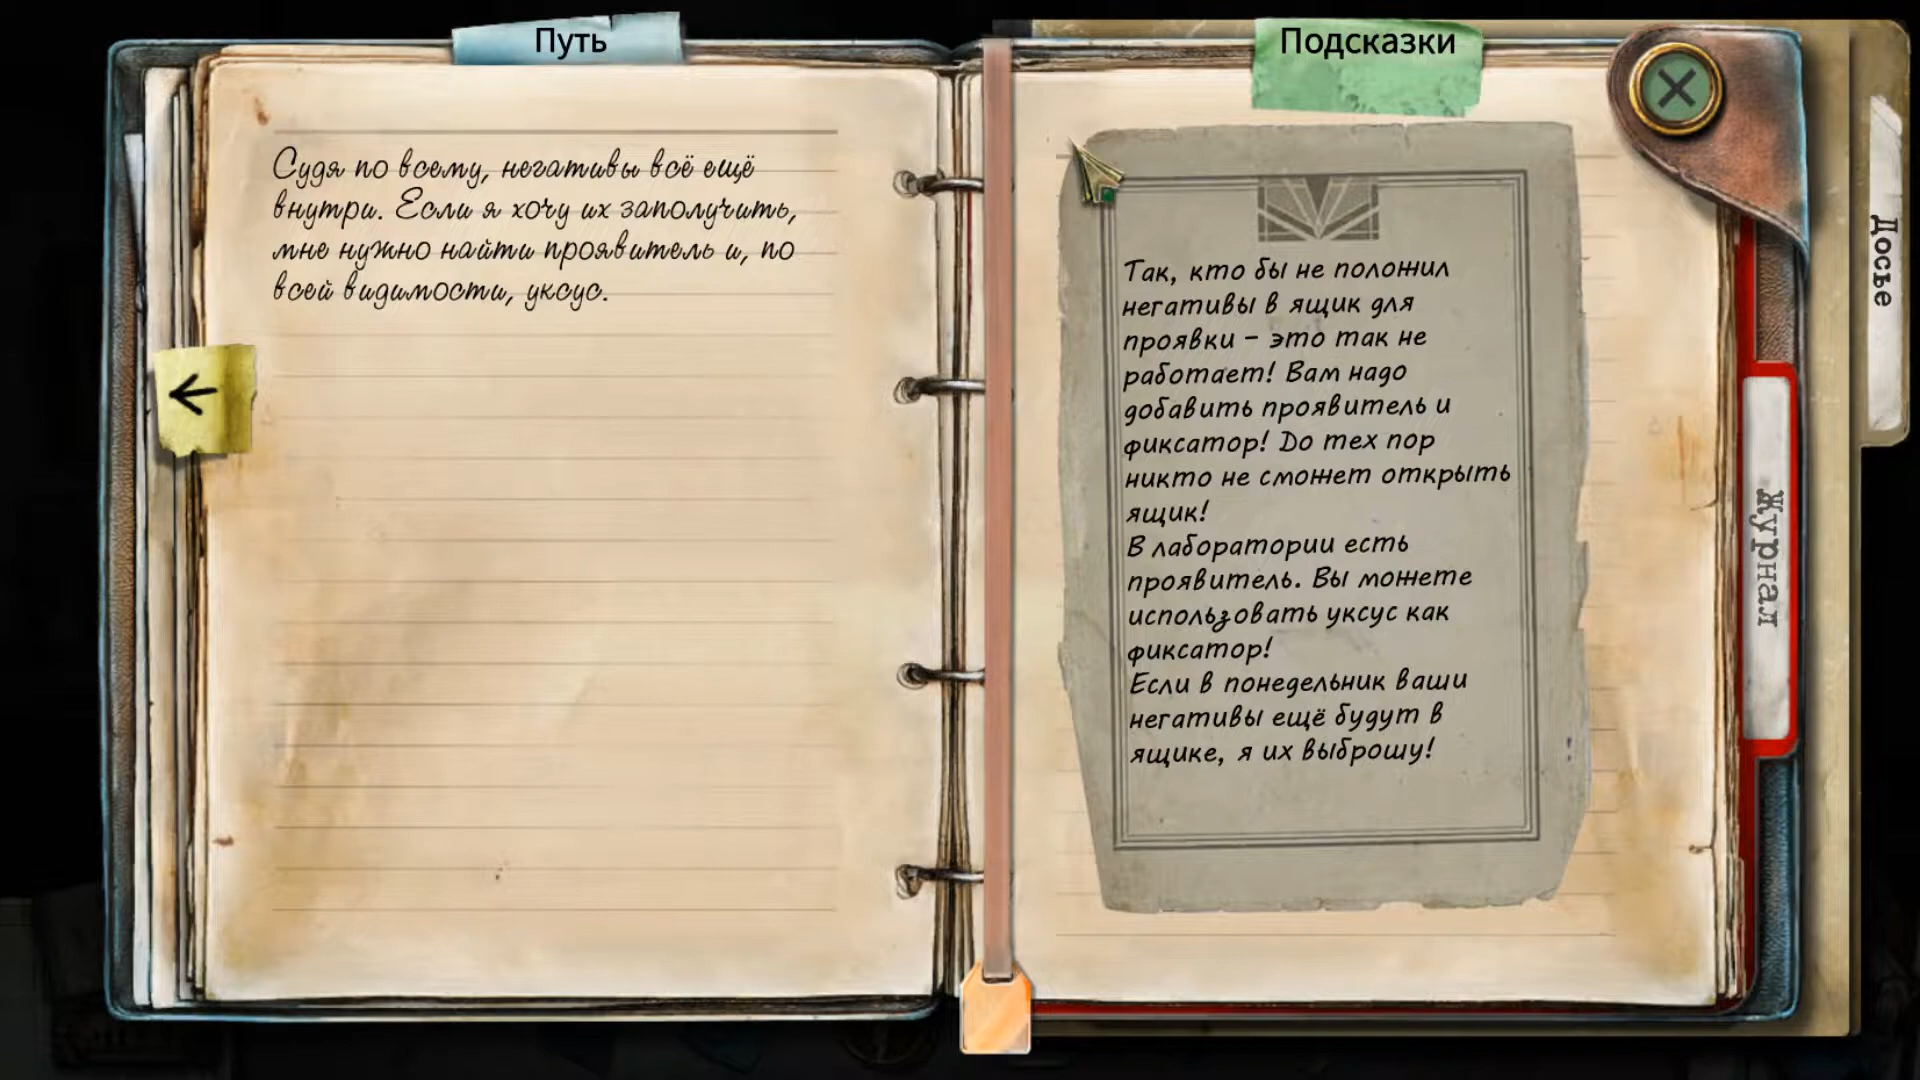 Путь
Судя по всему, негативы всё ещё
внутри. Если я хочу их заполучить,
мне нужно найти проявитель и, по
всей видимости, уксус.
Подсказки
Так, кто бы не положил
негативы в ящик для
проявки – это так не
работает! Вам надо
добавить проявитель и
фиксатор! До тех пор
никто не сможет открыть
ящик!
В лаборатории есть
проявитель. Вы можете
использовать уксус как
фиксатор!
Если в понедельник ваши
негативы ещё будут в
ящике, я их выброшу!
Досье
Журнал